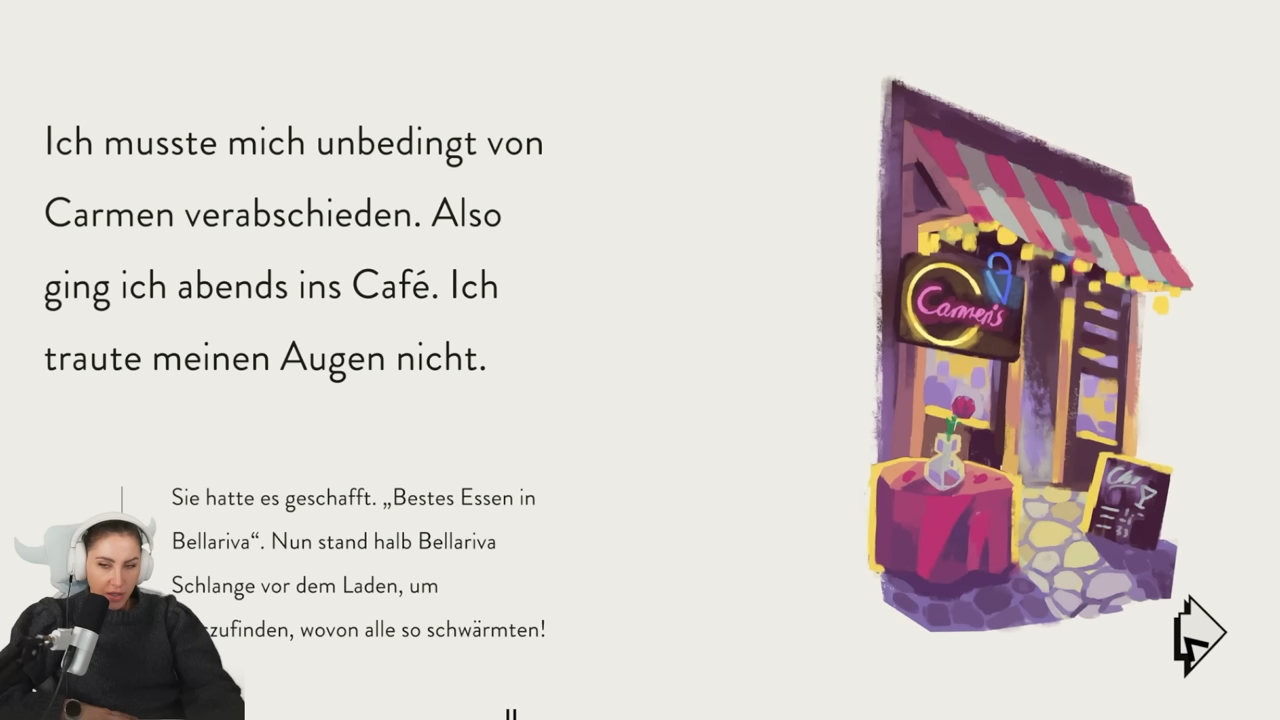 Ich musste mich unbedingt von
Carmen verabschieden. Also
ging ich abends ins Café. Ich
traute meinen Augen nicht.
Sie hatte es geschafft. „Bestes Essen in
Bellariva“. Nun stand halb Bellariva
Schlange vor dem Laden, um
wovon alle so schwärmten!
Carmen's